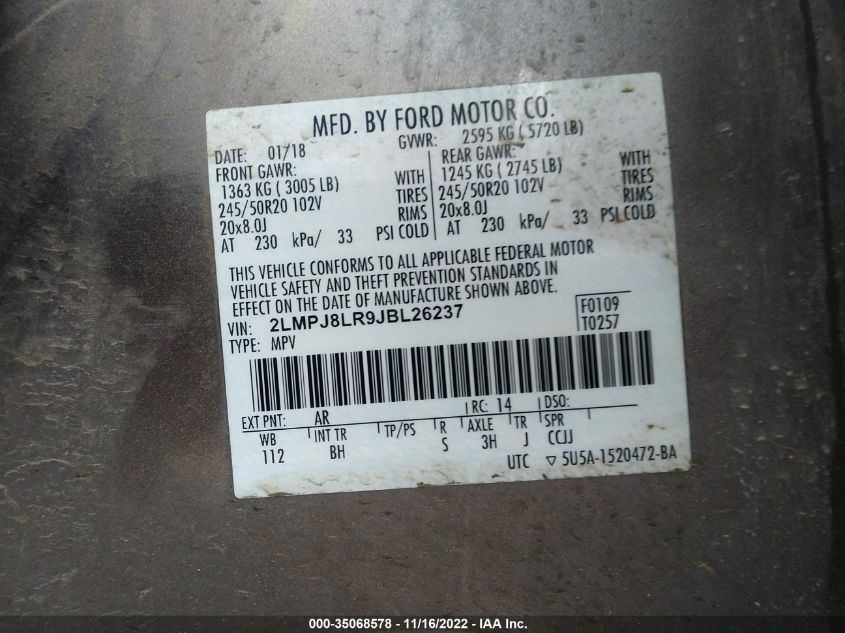 MFD. BY FORD MOTOR CO.
DATE: 01/18 GVWR: 2595 KG ( 5720 LB)
FRONT GAWR: REAR GAWR:
1363 KG ( 3005 LB) WITH 1245 KG ( 2745 LB) WITH
245/50R20 102V TIRES 245/50R20 102V TIRES
20x8.0J RIMS 20x8.0J RIMS
AT 230 kPa/ 33 PSI COLD AT 230 kPa/ 33 PSI COLD
THIS VEHICLE CONFORMS TO ALL APPLICABLE FEDERAL MOTOR
VEHICLE SAFETY AND THEFT PREVENTION STANDARDS IN
EFFECT ON THE DATE OF MANUFACTURE SHOWN ABOVE.
VIN: 2LMPJ8LR9JBL26237 F0109
TYPE: MPV T0257
EXT PNT: AR RC: 14 DSO:
WB INT TR TP/PS R AXLE TR SPR
112 BH S 3H J CCJJ
UTC ▽ 5U5A-1520472-BA
000-35068578 - 11/16/2022 - IAA Inc.